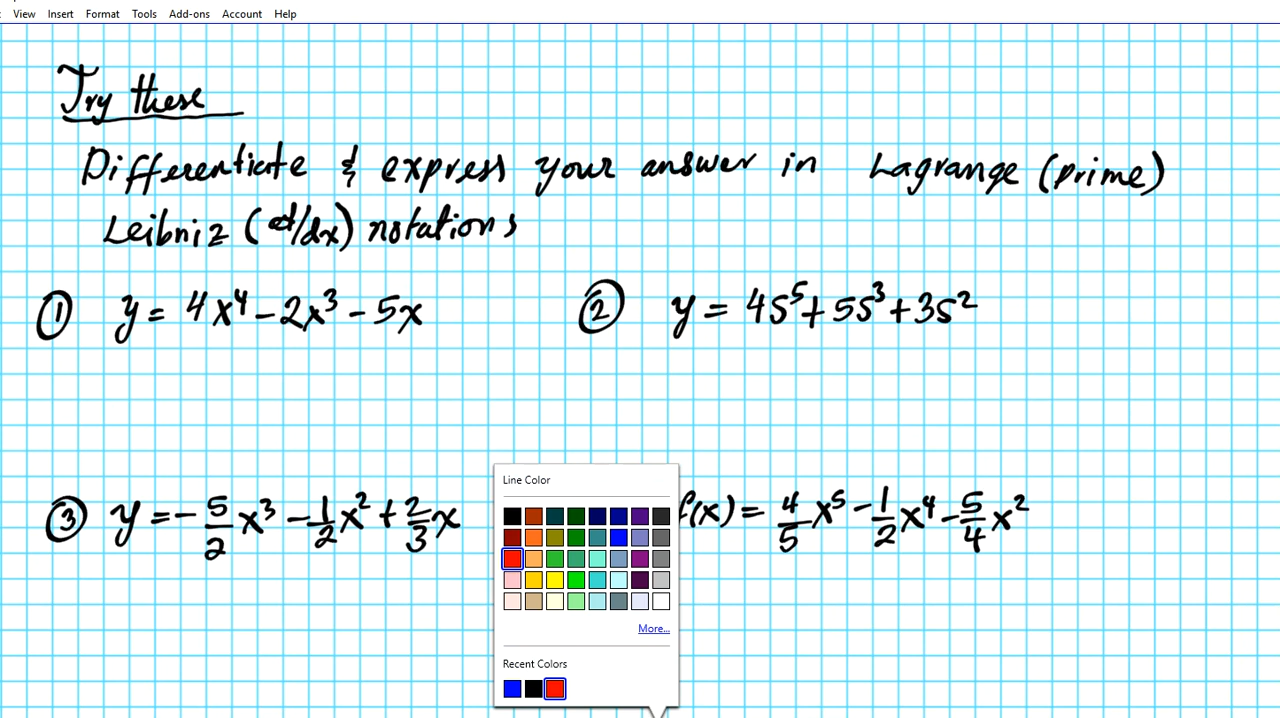 View Insert Format Tools Add-ons Account Help
Try these
Differentiate & express your answer in Lagrange (prime)
Leibniz (d/dx) notations
① y = 4x⁴ - 2x³ - 5x ② y = 4s⁵ + 5s³ + 3s²
Line Color
③ y = - 5/2 x³ - 1/2 x² + 2/3 x f(x) = 4/5 x⁵ - 1/2 x⁴ - 5/4 x²
More...
Recent Colors